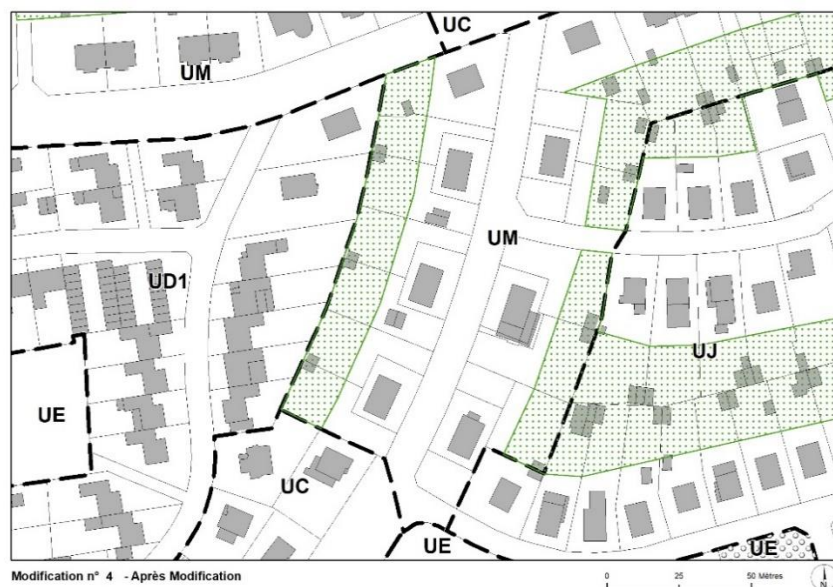 UC
UM
UM
UD1
UJ
UE
UC
UE
UE
Modification n° 4 - Après Modification
0 25 50 Mètres